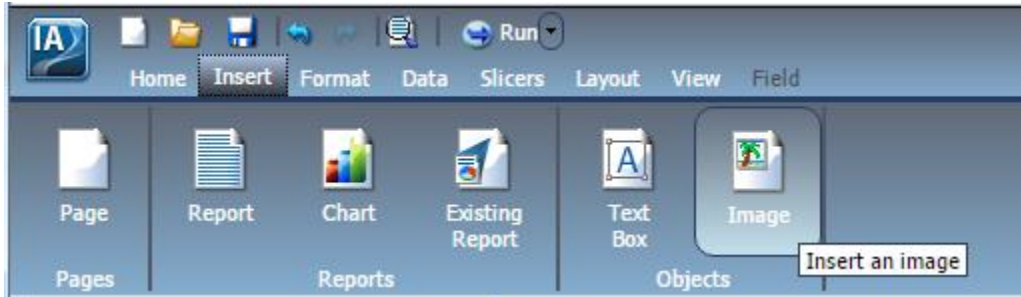 IA
Run
Home Insert Format Data Slicers Layout View Field
Page Report Chart Existing Report Text Box A Image
Insert an image
Pages Reports Objects